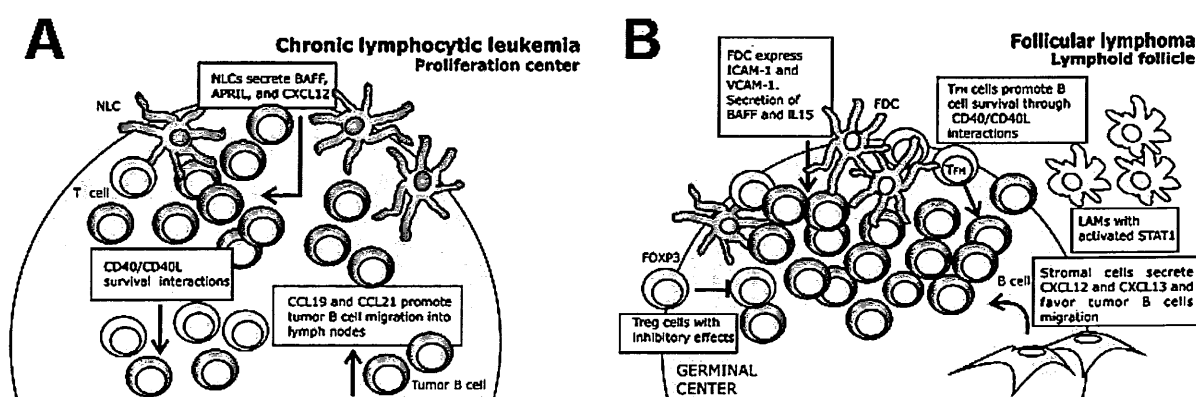 A
Chronic lymphocytic leukemia
Proliferation center
NLCs secrete BAFF,
APRIL, and CXCL12
NLC
T cell
CD40/CD40L
survival interactions
CCL19 and CCL21 promote
tumor B cell migration into
lymph nodes
Tumor B cell
B
Follicular lymphoma
Lymphoid follicle
FDC express
ICAM-1 and
VCAM-1.
Secretion of
BAFF and IL15
FDC
TFH cells promote B
cell survival through
CD40/CD40L
interactions
TFH
LAMs with
activated STAT1
FOXP3
B cell
Stromal cells secrete
CXCL12 and CXCL13 and
favor tumor B cells
migration
Treg cells with
inhibitory effects
GERMINAL
CENTER